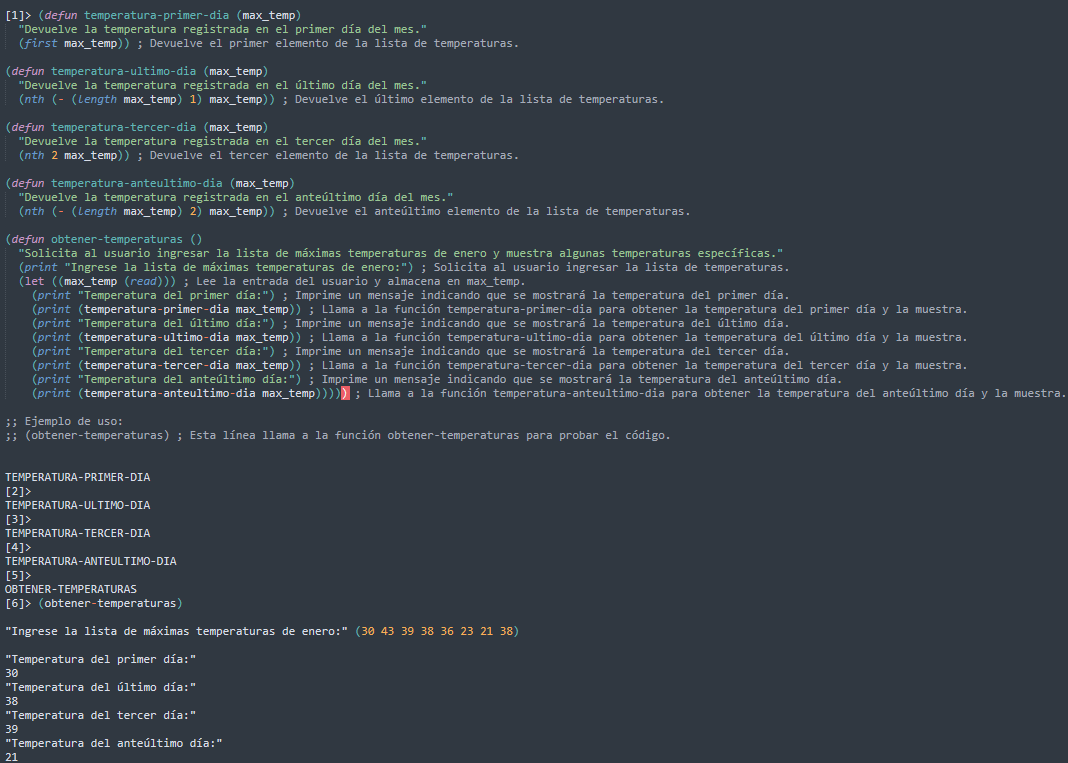 [1]> (defun temperatura-primer-dia (max_temp)
"Devuelve la temperatura registrada en el primer día del mes."
(first max_temp)) ; Devuelve el primer elemento de la lista de temperaturas.
(defun temperatura-ultimo-dia (max_temp)
"Devuelve la temperatura registrada en el último día del mes."
(nth (- (length max_temp) 1) max_temp)) ; Devuelve el último elemento de la lista de temperaturas.
(defun temperatura-tercer-dia (max_temp)
"Devuelve la temperatura registrada en el tercer día del mes."
(nth 2 max_temp)) ; Devuelve el tercer elemento de la lista de temperaturas.
(defun temperatura-anteultimo-dia (max_temp)
"Devuelve la temperatura registrada en el anteúltimo día del mes."
(nth (- (length max_temp) 2) max_temp)) ; Devuelve el anteúltimo elemento de la lista de temperaturas.
(defun obtener-temperaturas ()
"Solicita al usuario ingresar la lista de máximas temperaturas de enero y muestra algunas temperaturas específicas."
(print "Ingrese la lista de máximas temperaturas de enero:") ; Solicita al usuario ingresar la lista de temperaturas.
(let ((max_temp (read))) ; Lee la entrada del usuario y almacena en max_temp.
(print "Temperatura del primer día:") ; Imprime un mensaje indicando que se mostrará la temperatura del primer día.
(print (temperatura-primer-dia max_temp)) ; Llama a la función temperatura-primer-dia para obtener la temperatura del primer día y la muestra.
(print "Temperatura del último día:") ; Imprime un mensaje indicando que se mostrará la temperatura del último día.
(print (temperatura-ultimo-dia max_temp)) ; Llama a la función temperatura-ultimo-dia para obtener la temperatura del último día y la muestra.
(print "Temperatura del tercer día:") ; Imprime un mensaje indicando que se mostrará la temperatura del tercer día.
(print (temperatura-tercer-dia max_temp)) ; Llama a la función temperatura-tercer-dia para obtener la temperatura del tercer día y la muestra.
(print "Temperatura del anteúltimo día:") ; Imprime un mensaje indicando que se mostrará la temperatura del anteúltimo día.
(print (temperatura-anteultimo-dia max_temp))))) ; Llama a la función temperatura-anteultimo-dia para obtener la temperatura del anteúltimo día y la muestra.
;; Ejemplo de uso:
;; (obtener-temperaturas) ; Esta línea llama a la función obtener-temperaturas para probar el código.
TEMPERATURA-PRIMER-DIA
[2]>
TEMPERATURA-ULTIMO-DIA
[3]>
TEMPERATURA-TERCER-DIA
[4]>
TEMPERATURA-ANTEULTIMO-DIA
[5]>
OBTENER-TEMPERATURAS
[6]> (obtener-temperaturas)
"Ingrese la lista de máximas temperaturas de enero:" (30 43 39 38 36 23 21 38)
"Temperatura del primer día:"
30
"Temperatura del último día:"
38
"Temperatura del tercer día:"
39
"Temperatura del anteúltimo día:"
21